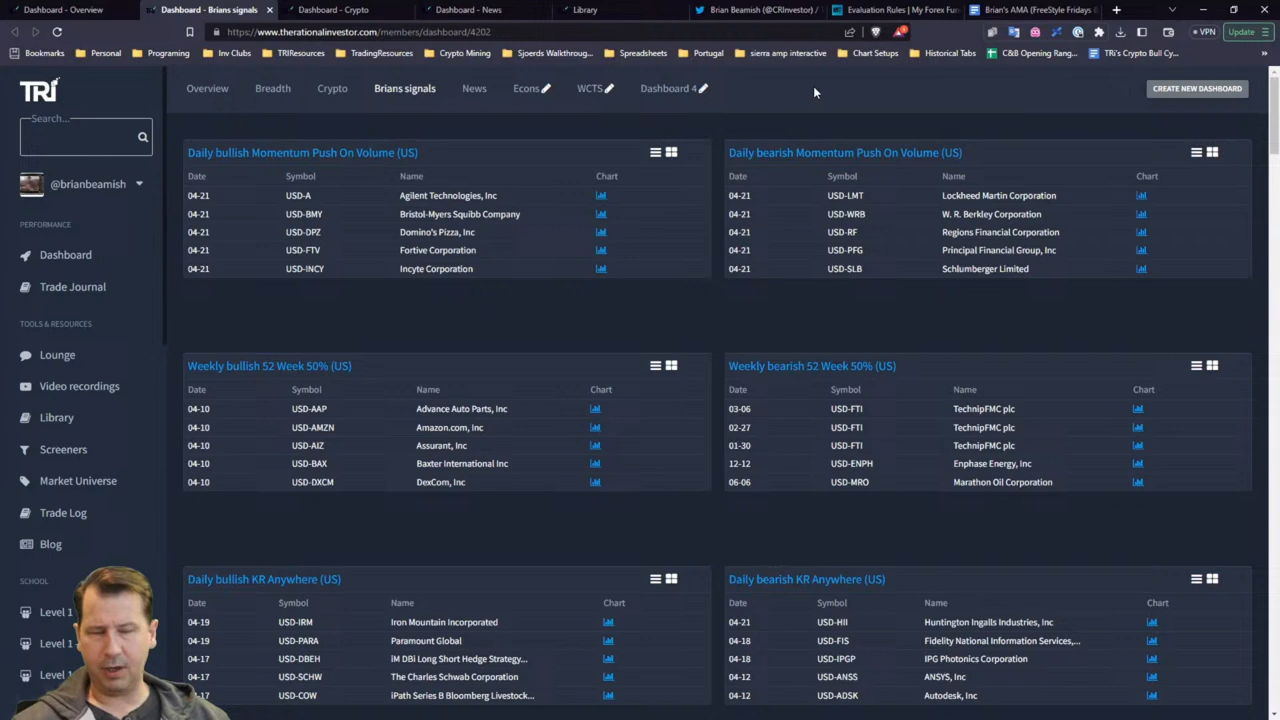 Dashboard - Overview
Dashboard - Brians signals
Dashboard - Crypto
Dashboard - News
Library
Brian Beamish (@CRInvestor) /
Evaluation Rules | My Forex Fun
Brian's AMA (FreeStyle Fridays
https://www.therationalinvestor.com/members/dashboard/4202
VPN
Update
Bookmarks
Personal
Programing
Inv Clubs
TRIResources
TradingResources
Crypto Mining
Sjoerds Walkthroug...
Spreadsheets
Portugal
sierra amp interactive
Chart Setups
Historical Tabs
C&B Opening Rang...
TRi's Crypto Bull Cy...
TRi
Overview
Breadth
Crypto
Brians signals
News
Econs
WCTS
Dashboard 4
CREATE NEW DASHBOARD
Search...
@brianbeamish
PERFORMANCE
Dashboard
Trade Journal
TOOLS & RESOURCES
Lounge
Video recordings
Library
Screeners
Market Universe
Trade Log
Blog
SCHOOL
Level 1
Level 1
Level 1
Daily bullish Momentum Push On Volume (US)
Date Symbol Name Chart
04-21 USD-A Agilent Technologies, Inc
04-21 USD-BMY Bristol-Myers Squibb Company
04-21 USD-DPZ Domino's Pizza, Inc
04-21 USD-FTV Fortive Corporation
04-21 USD-INCY Incyte Corporation
Daily bearish Momentum Push On Volume (US)
Date Symbol Name Chart
04-21 USD-LMT Lockheed Martin Corporation
04-21 USD-WRB W. R. Berkley Corporation
04-21 USD-RF Regions Financial Corporation
04-21 USD-PFG Principal Financial Group, Inc
04-21 USD-SLB Schlumberger Limited
Weekly bullish 52 Week 50% (US)
Date Symbol Name Chart
04-10 USD-AAP Advance Auto Parts, Inc
04-10 USD-AMZN Amazon.com, Inc
04-10 USD-AIZ Assurant, Inc
04-10 USD-BAX Baxter International Inc
04-10 USD-DXCM DexCom, Inc
Weekly bearish 52 Week 50% (US)
Date Symbol Name Chart
03-06 USD-FTI TechnipFMC plc
02-27 USD-FTI TechnipFMC plc
01-30 USD-FTI TechnipFMC plc
12-12 USD-ENPH Enphase Energy, Inc
06-06 USD-MRO Marathon Oil Corporation
Daily bullish KR Anywhere (US)
Date Symbol Name Chart
04-19 USD-IRM Iron Mountain Incorporated
04-19 USD-PARA Paramount Global
04-17 USD-DBEH iM DBi Long Short Hedge Strategy...
04-17 USD-SCHW The Charles Schwab Corporation
04-17 USD-COW iPath Series B Bloomberg Livestock...
Daily bearish KR Anywhere (US)
Date Symbol Name Chart
04-21 USD-HII Huntington Ingalls Industries, Inc
04-18 USD-FIS Fidelity National Information Services,...
04-18 USD-IPGP IPG Photonics Corporation
04-12 USD-ANSS ANSYS, Inc
04-12 USD-ADSK Autodesk, Inc